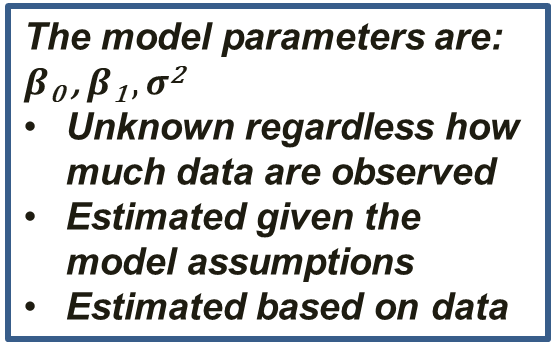 The model parameters are:
β₀, β₁, σ²
• Unknown regardless how
much data are observed
• Estimated given the
model assumptions
• Estimated based on data